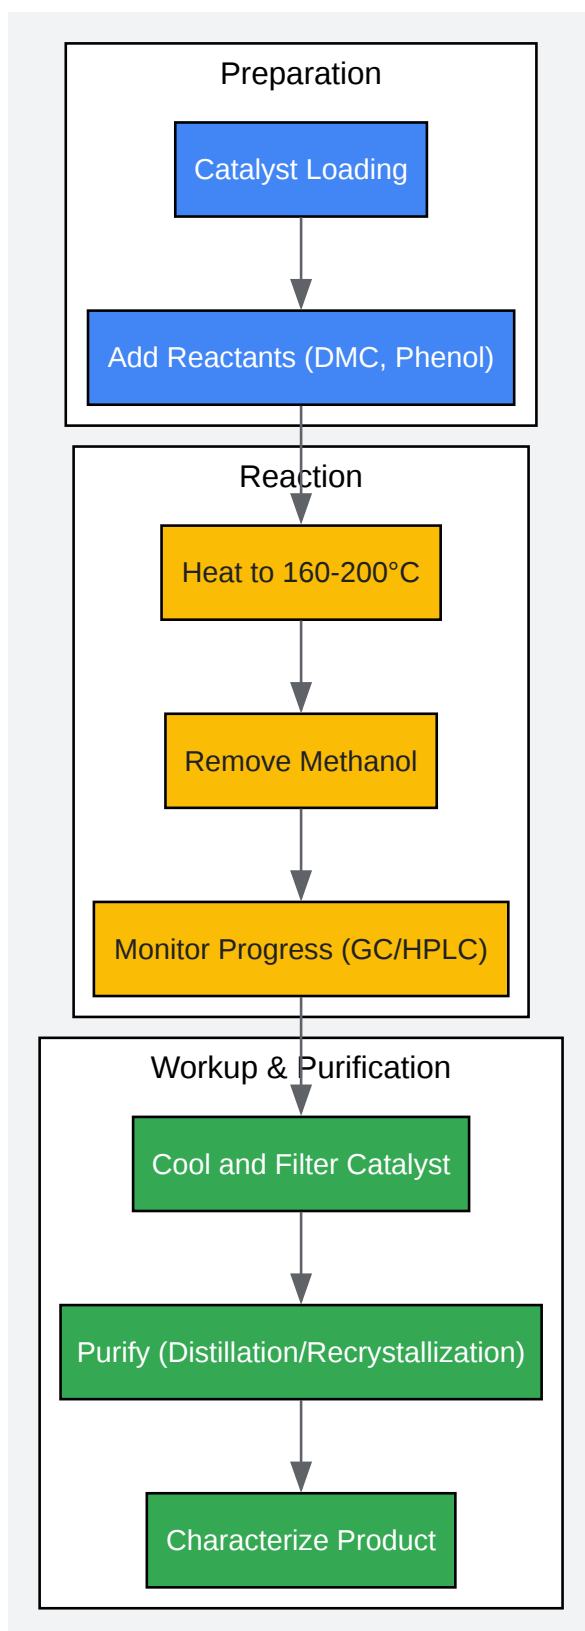 Preparation
Catalyst Loading
Add Reactants (DMC, Phenol)
Reaction
Heat to 160-200°C
Remove Methanol
Monitor Progress (GC/HPLC)
Workup & Purification
Cool and Filter Catalyst
Purify (Distillation/Recrystallization)
Characterize Product